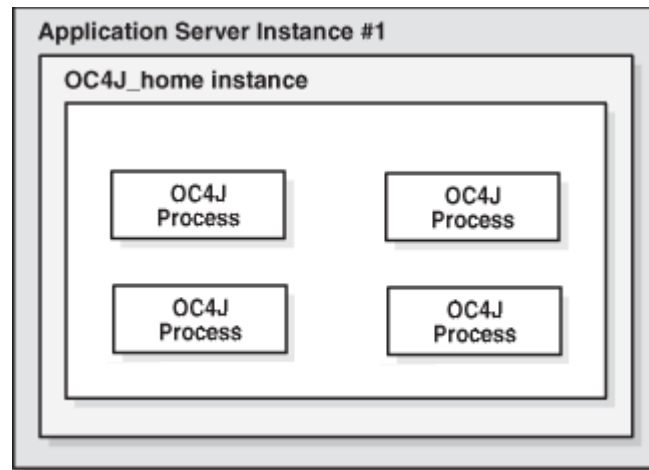 Application Server Instance #1
OC4J_home instance
OC4J
Process
OC4J
Process
OC4J
Process
OC4J
Process